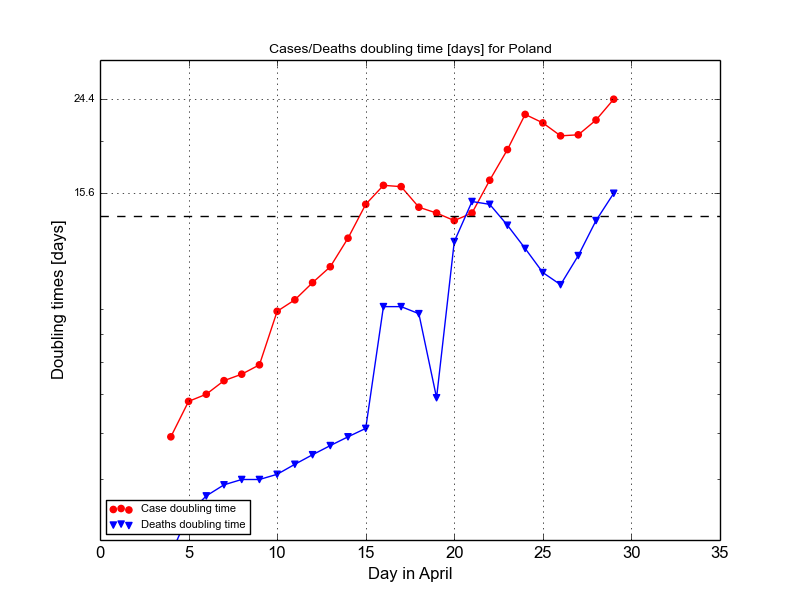 Cases/Deaths doubling time [days] for Poland
24.4
15.6
Doubling times [days]
Case doubling time
Deaths doubling time
0 5 10 15 20 25 30 35
Day in April